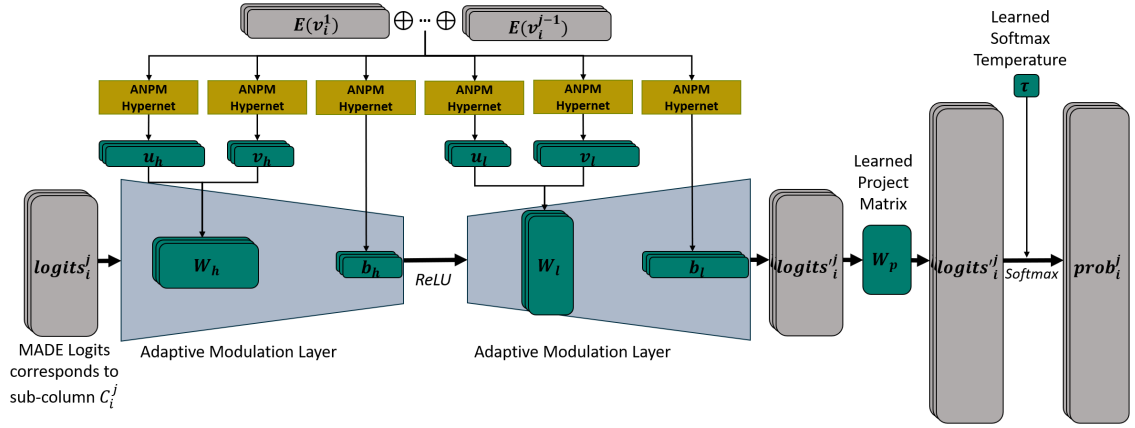 E(v_i^1) ⊕ ... ⊕ E(v_i^{j-1})
Learned
Softmax
Temperature
τ
ANPM
Hypernet
ANPM
Hypernet
ANPM
Hypernet
ANPM
Hypernet
ANPM
Hypernet
ANPM
Hypernet
u_h
v_h
u_l
v_l
Learned
Project
Matrix
logits_i^j
W_h
b_h
ReLU
W_l
b_l
logits'_i^j
W_p
logits'_i^j
Softmax
prob_i^j
MADE Logits
corresponds to
sub-column C_i^j
Adaptive Modulation Layer
Adaptive Modulation Layer